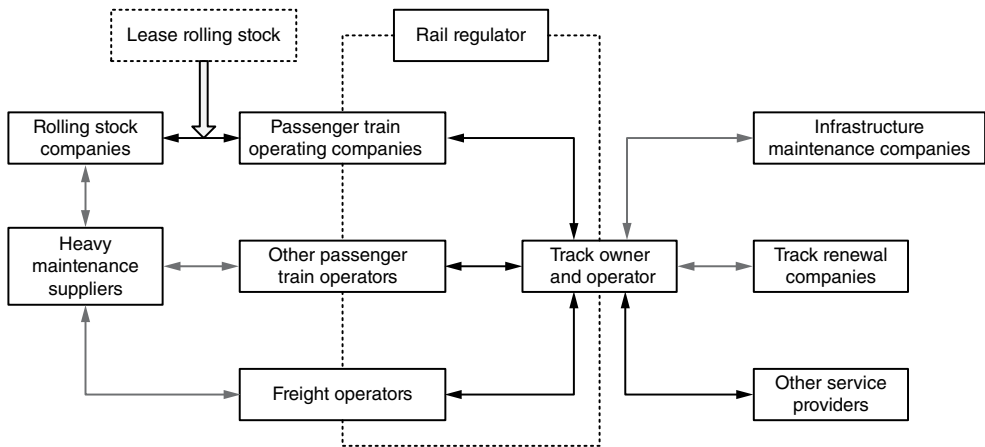 Lease rolling stock
Rail regulator
Rolling stock
companies
Passenger train
operating companies
Infrastructure
maintenance companies
Heavy
maintenance
suppliers
Other passenger
train operators
Track owner
and operator
Track renewal
companies
Freight operators
Other service
providers